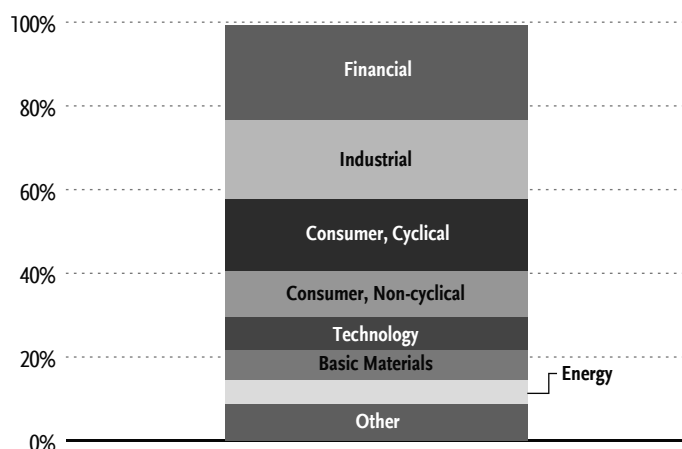 100%
Financial
80%
Industrial
60%
Consumer, Cyclical
40%
Consumer, Non-cyclical
Technology
20%
Basic Materials
Energy
Other
0%